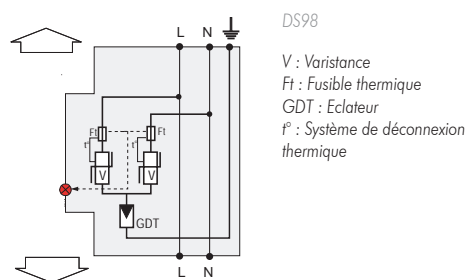 DS98
L N
V : Varistance
Ft : Fusible thermique
GDT : Eclateur
t° : Système de déconnexion
thermique
Ft Ft
t° t°
V V
GDT
L N